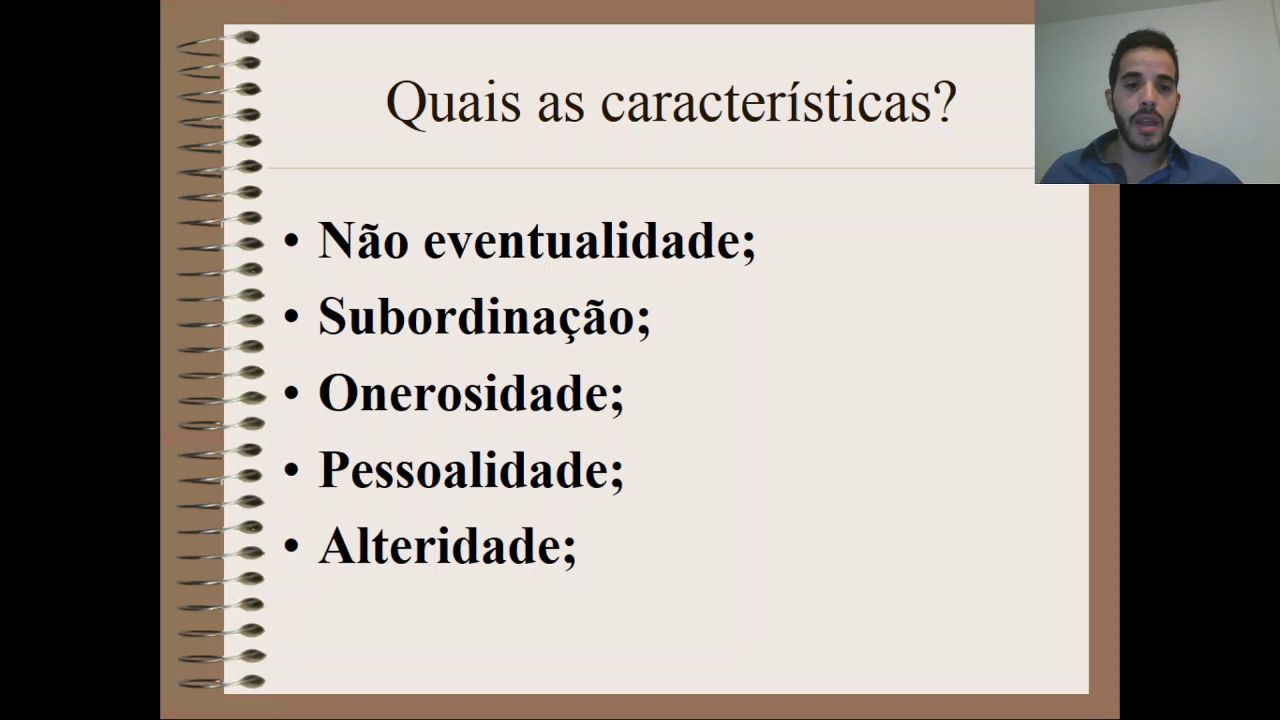 Quais as características?
• Não eventualidade;
• Subordinação;
• Onerosidade;
• Pessoalidade;
• Alteridade;